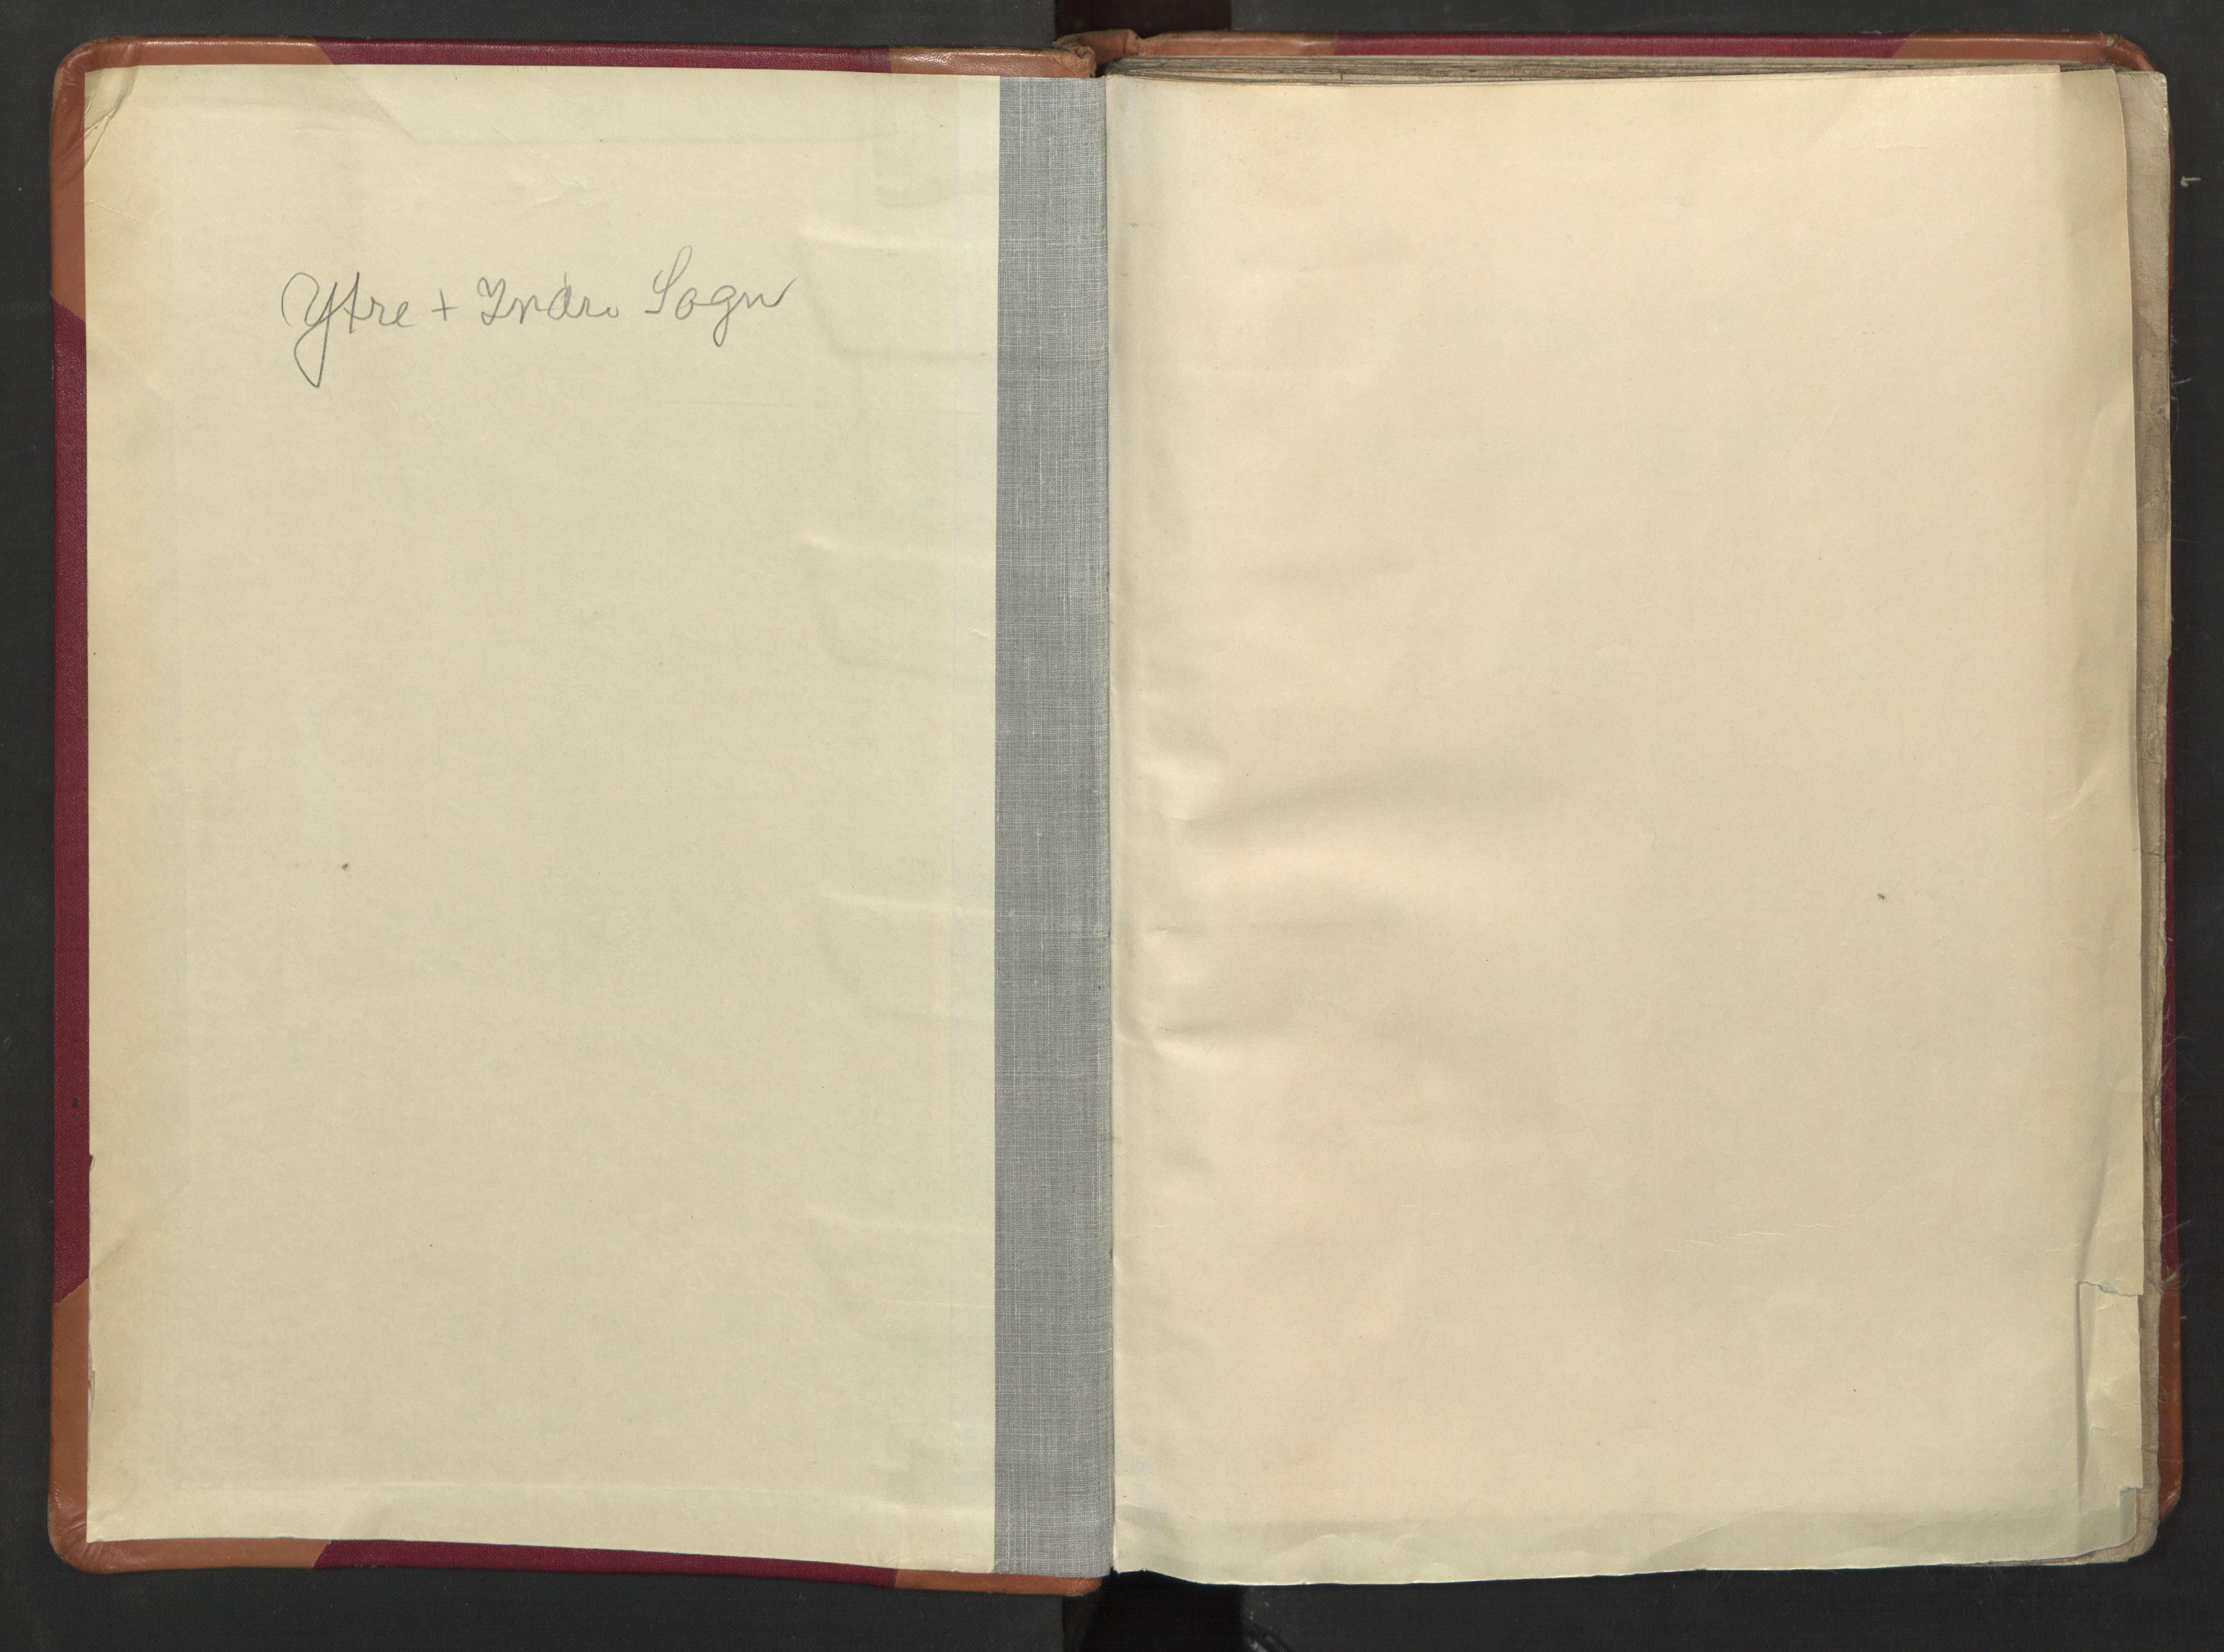 Ytre + Indre Sogn